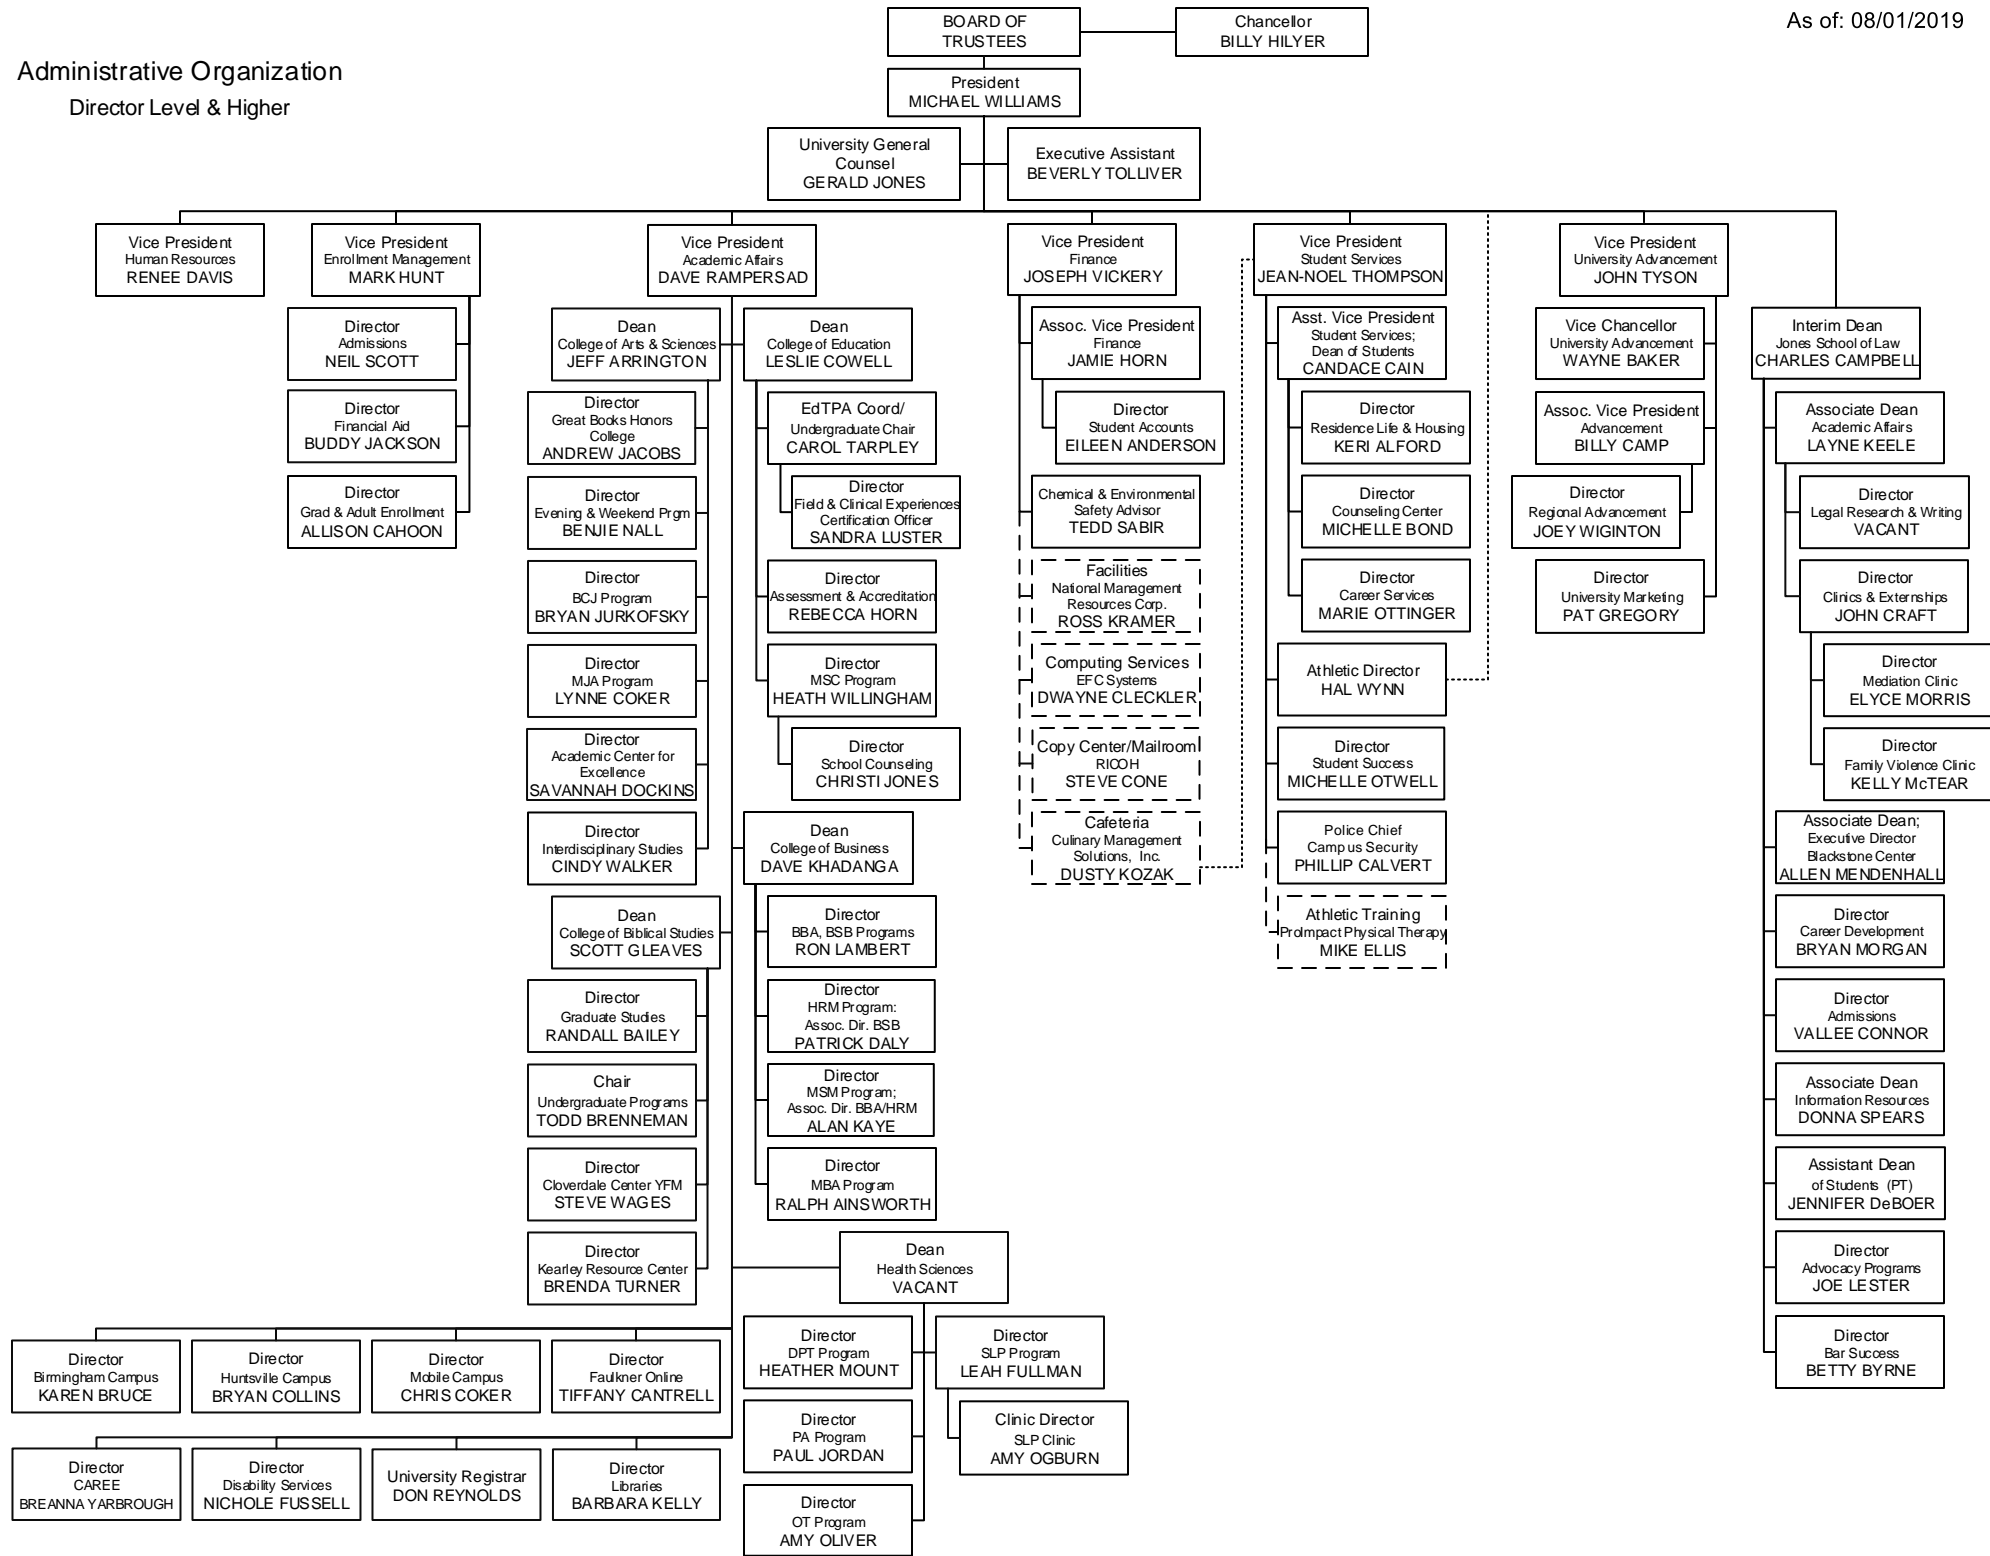 As of: 08/01/2019
Administrative Organization
Director Level & Higher
BOARD OF
TRUSTEES
Chancellor
BILLY HILYER
President
MICHAEL WILLIAMS
University General
Counsel
GERALD JONES
Executive Assistant
BEVERLY TOLLIVER
Vice President
Human Resources
RENEE DAVIS
Vice President
Enrollment Management
MARK HUNT
Director
Admissions
NEIL SCOTT
Director
Financial Aid
BUDDY JACKSON
Director
Grad & Adult Enrollment
ALLISON CAHOON
Vice President
Academic Affairs
DAVE RAMPERSAD
Dean
College of Arts & Sciences
JEFF ARRINGTON
Director
Great Books Honors
College
ANDREW JACOBS
Director
Evening & Weekend Prgm
BENJIE NALL
Director
BCJ Program
BRYAN JURKOFSKY
Director
MJA Program
LYNNE COKER
Director
Academic Center for
Excellence
SAVANNAH DOCKINS
Director
Interdisciplinary Studies
CINDY WALKER
Dean
College of Biblical Studies
SCOTT GLEAVES
Director
Graduate Studies
RANDALL BAILEY
Chair
Undergraduate Programs
TODD BRENNEMAN
Director
Cloverdale Center YFM
STEVE WAGES
Director
Kearley Resource Center
BRENDA TURNER
Dean
College of Education
LESLIE COWELL
EdTPA Coord/
Undergraduate Chair
CAROL TARPLEY
Director
Field & Clinical Experiences
Certification Officer
SANDRA LUSTER
Director
Assessment & Accreditation
REBECCA HORN
Director
MSC Program
HEATH WILLINGHAM
Director
School Counseling
CHRISTI JONES
Dean
College of Business
DAVE KHADANGA
Director
BBA, BSB Programs
RON LAMBERT
Director
HRM Program:
Assoc. Dir. BSB
PATRICK DALY
Director
MSM Program;
Assoc. Dir. BBA/HRM
ALAN KAYE
Director
MBA Program
RALPH AINSWORTH
Dean
Health Sciences
VACANT
Director
DPT Program
HEATHER MOUNT
Director
SLP Program
LEAH FULLMAN
Director
PA Program
PAUL JORDAN
Clinic Director
SLP Clinic
AMY OGBURN
Director
OT Program
AMY OLIVER
Director
Birmingham Campus
KAREN BRUCE
Director
Huntsville Campus
BRYAN COLLINS
Director
Mobile Campus
CHRIS COKER
Director
Faulkner Online
TIFFANY CANTRELL
Director
CAREE
BREANNA YARBROUGH
Director
Disability Services
NICHOLE FUSSELL
University Registrar
DON REYNOLDS
Director
Libraries
BARBARA KELLY
Vice President
Finance
JOSEPH VICKERY
Assoc. Vice President
Finance
JAMIE HORN
Director
Student Accounts
EILEEN ANDERSON
Chemical & Environmental
Safety Advisor
TEDD SABIR
Facilities
National Management
Resources Corp.
ROSS KRAMER
Computing Services
EFC Systems
DWAYNE CLECKLER
Copy Center/Mailroom
RICOH
STEVE CONE
Cafeteria
Culinary Management
Solutions, Inc.
DUSTY KOZAK
Vice President
Student Services
JEAN-NOEL THOMPSON
Asst. Vice President
Student Services;
Dean of Students
CANDACE CAIN
Director
Residence Life & Housing
KERI ALFORD
Director
Counseling Center
MICHELLE BOND
Director
Career Services
MARIE OTTINGER
Athletic Director
HAL WYNN
Director
Student Success
MICHELLE OTWELL
Police Chief
Campus Security
PHILLIP CALVERT
Athletic Training
ProImpact Physical Therapy
MIKE ELLIS
Vice President
University Advancement
JOHN TYSON
Vice Chancellor
University Advancement
WAYNE BAKER
Assoc. Vice President
Advancement
BILLY CAMP
Director
Regional Advancement
JOEY WIGINTON
Director
University Marketing
PAT GREGORY
Interim Dean
Jones School of Law
CHARLES CAMPBELL
Associate Dean
Academic Affairs
LAYNE KEELE
Director
Legal Research & Writing
VACANT
Director
Clinics & Externships
JOHN CRAFT
Director
Mediation Clinic
ELYCE MORRIS
Director
Family Violence Clinic
KELLY McTEAR
Associate Dean;
Executive Director
Blackstone Center
ALLEN MENDENHALL
Director
Career Development
BRYAN MORGAN
Director
Admissions
VALLEE CONNOR
Associate Dean
Information Resources
DONNA SPEARS
Assistant Dean
of Students (PT)
JENNIFER DeBOER
Director
Advocacy Programs
JOE LESTER
Director
Bar Success
BETTY BYRNE